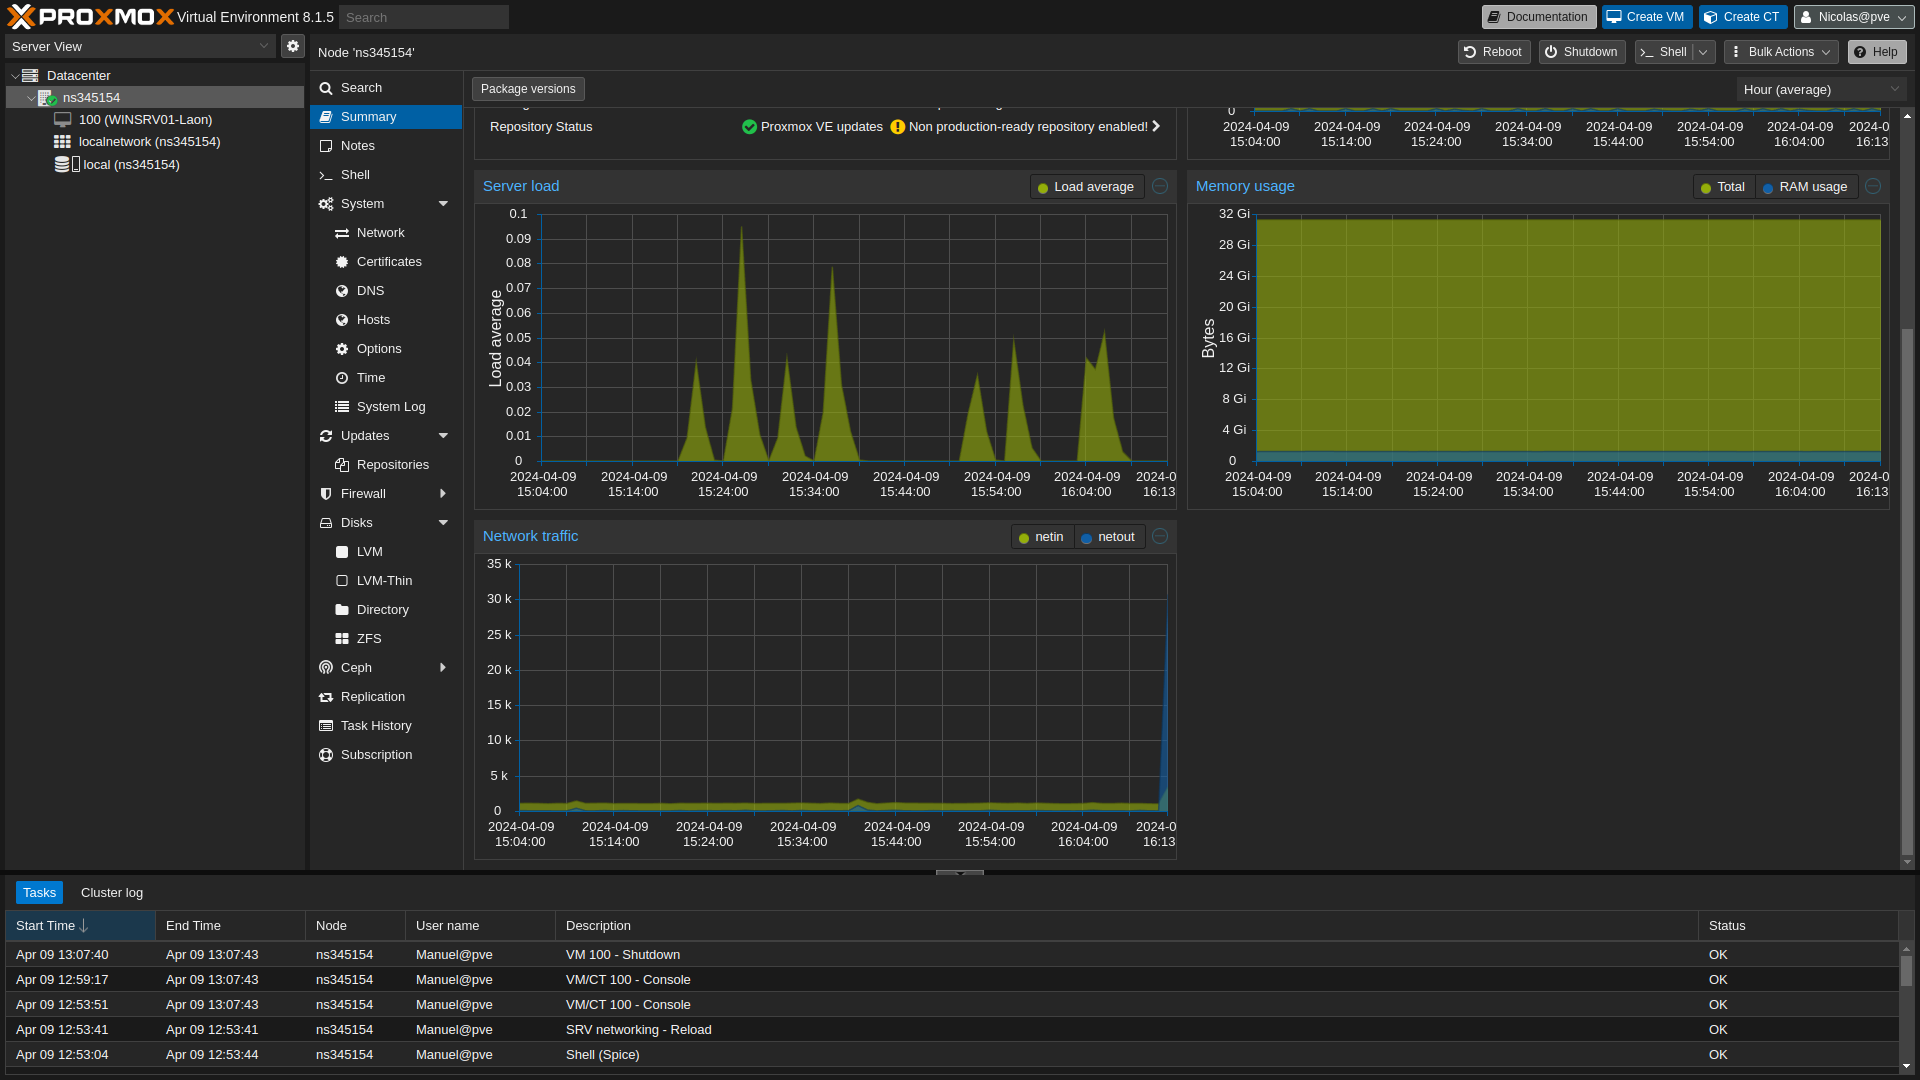 PROXMOX Virtual Environment 8.1.5 Search Documentation Create VM Create CT Nicolas@pve
Server View
Node 'ns345154' Reboot Shutdown Shell Bulk Actions Help
Datacenter
ns345154
100 (WINSRV01-Laon)
localnetwork (ns345154)
local (ns345154)
Search
Summary
Notes
Shell
System
Network
Certificates
DNS
Hosts
Options
Time
System Log
Updates
Repositories
Firewall
Disks
LVM
LVM-Thin
Directory
ZFS
Ceph
Replication
Task History
Subscription
Package versions Hour (average)
Repository Status Proxmox VE updates Non production-ready repository enabled!
0
2024-04-09 2024-04-09 2024-04-09 2024-04-09 2024-04-09 2024-04-09 2024-04-09 2024-0
15:04:00 15:14:00 15:24:00 15:34:00 15:44:00 15:54:00 16:04:00 16:13
Server load Load average
Load average
0.1
0.09
0.08
0.07
0.06
0.05
0.04
0.03
0.02
0.01
0
2024-04-09 2024-04-09 2024-04-09 2024-04-09 2024-04-09 2024-04-09 2024-04-09 2024-0
15:04:00 15:14:00 15:24:00 15:34:00 15:44:00 15:54:00 16:04:00 16:13
Memory usage Total RAM usage
Bytes
32 Gi
28 Gi
24 Gi
20 Gi
16 Gi
12 Gi
8 Gi
4 Gi
0
2024-04-09 2024-04-09 2024-04-09 2024-04-09 2024-04-09 2024-04-09 2024-04-09 2024-0
15:04:00 15:14:00 15:24:00 15:34:00 15:44:00 15:54:00 16:04:00 16:13
Network traffic netin netout
35 k
30 k
25 k
20 k
15 k
10 k
5 k
0
2024-04-09 2024-04-09 2024-04-09 2024-04-09 2024-04-09 2024-04-09 2024-04-09 2024-0
15:04:00 15:14:00 15:24:00 15:34:00 15:44:00 15:54:00 16:04:00 16:13
Tasks Cluster log
Start Time End Time Node User name Description Status
Apr 09 13:07:40 Apr 09 13:07:43 ns345154 Manuel@pve VM 100 - Shutdown OK
Apr 09 12:59:17 Apr 09 13:07:43 ns345154 Manuel@pve VM/CT 100 - Console OK
Apr 09 12:53:51 Apr 09 13:07:43 ns345154 Manuel@pve VM/CT 100 - Console OK
Apr 09 12:53:41 Apr 09 12:53:41 ns345154 Manuel@pve SRV networking - Reload OK
Apr 09 12:53:04 Apr 09 12:53:44 ns345154 Manuel@pve Shell (Spice) OK